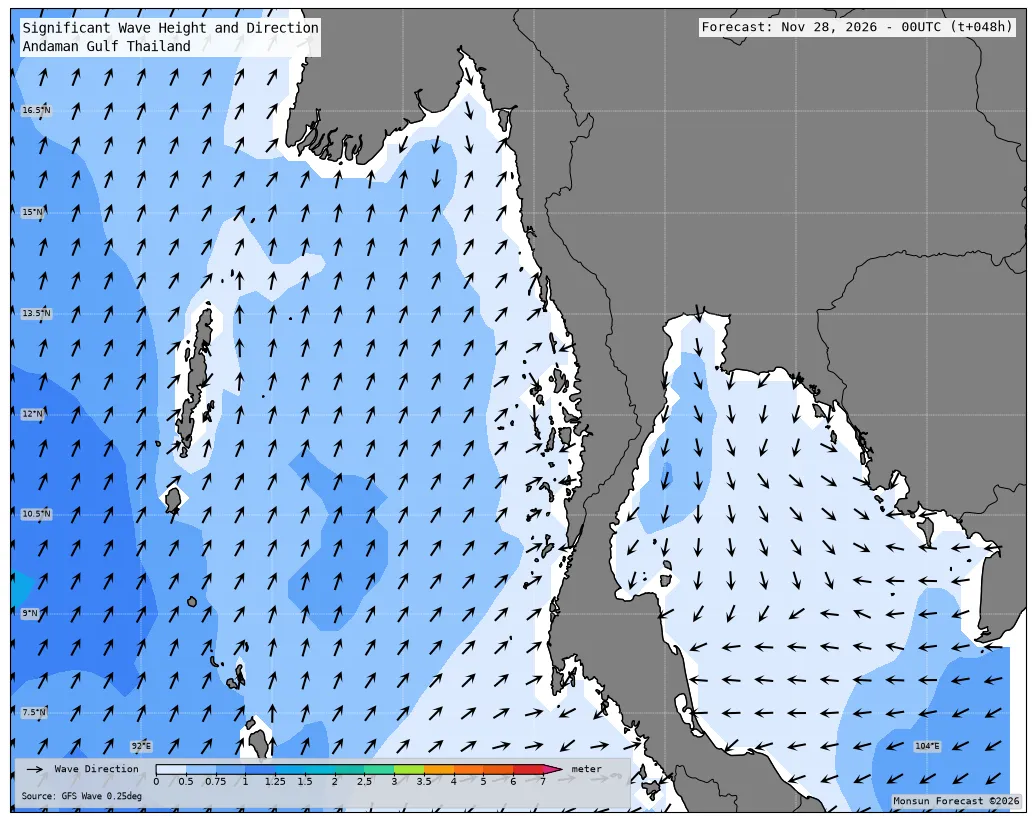 Significant Wave Height and Direction
Andaman Gulf Thailand
Forecast: Nov 28, 2026 - 00UTC (t+048h)
16.5°N
15°N
13.5°N
12°N
10.5°N
9°N
7.5°N
92°E
104°E
Wave Direction
meter
0 0.5 0.75 1 1.25 1.5 2 2.5 3 3.5 4 5 6 7
Source: GFS Wave 0.25deg
Monsun Forecast ©2026